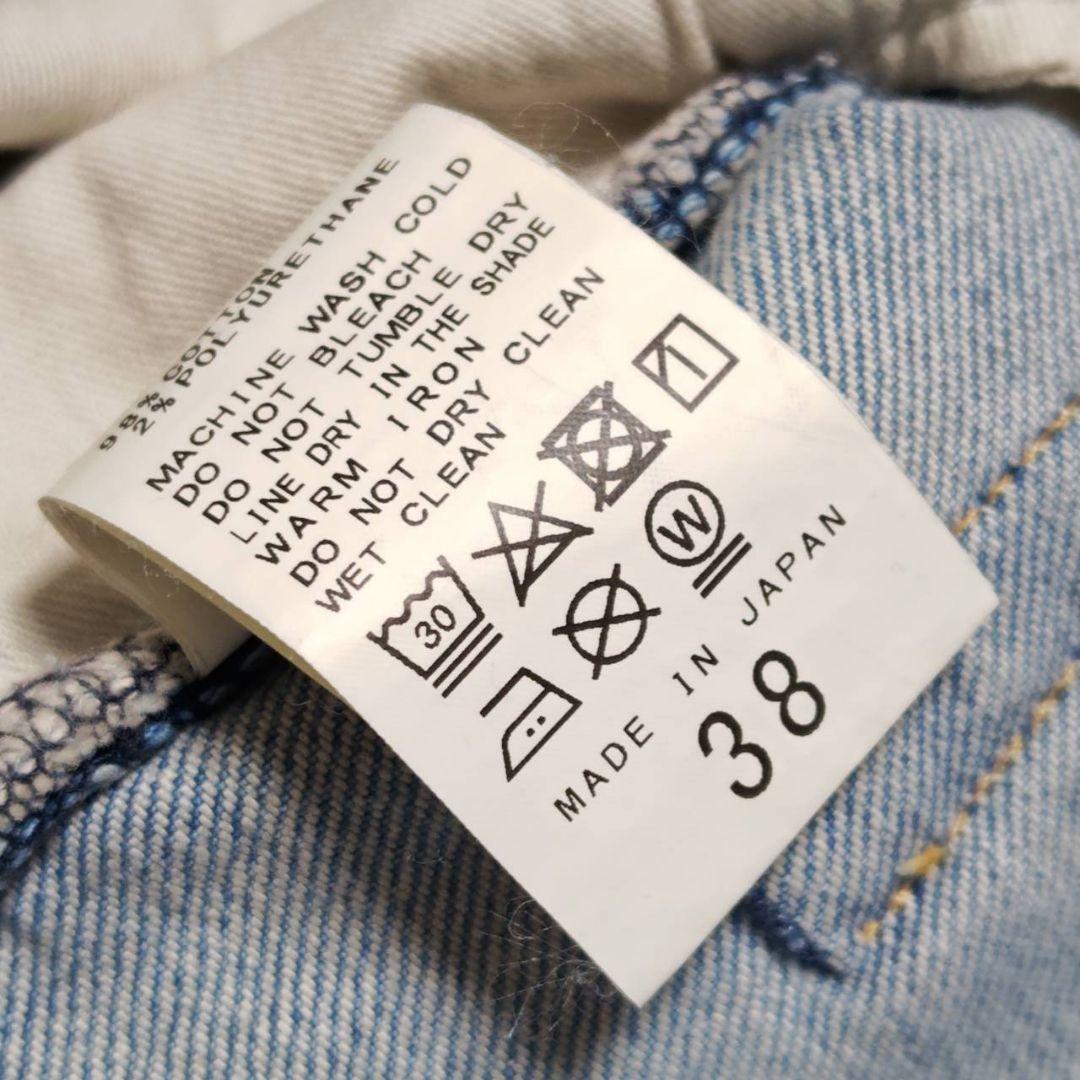 98% COTTON
2% POLYURETHANE
MACHINE WASH COLD
DO NOT BLEACH
DO NOT TUMBLE DRY
LINE DRY IN THE SHADE
WARM IRON
DO NOT DRY CLEAN
WET CLEAN
30
W
MADE IN JAPAN
38